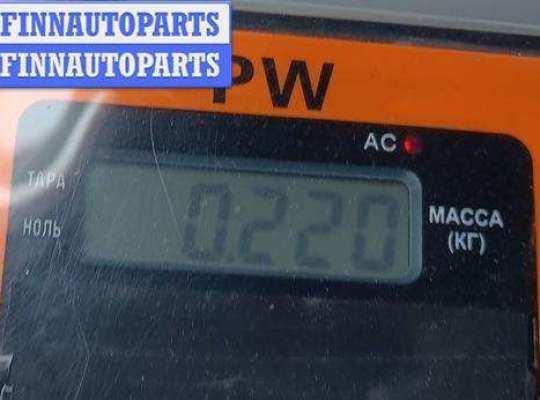 FINNAUTOPARTS
FINNAUTOPARTS
PW
AC
ТАРА
НОЛЬ
0.220
МАССА
(КГ)